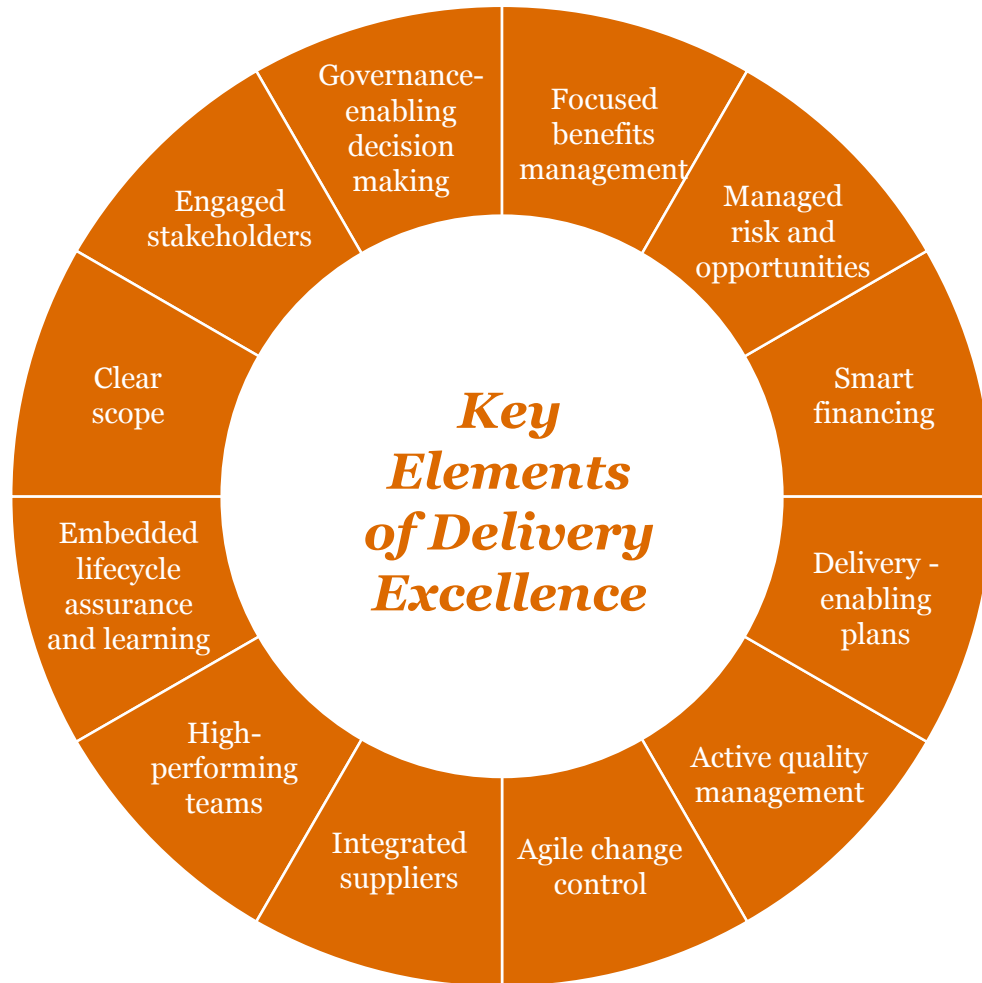 Governance-
enabling
decision
making
Focused
benefits
management
Managed
risk and
opportunities
Smart
financing
Delivery -
enabling
plans
Active quality
management
Agile change
control
Integrated
suppliers
High-
performing
teams
Embedded
lifecycle
assurance
and learning
Clear
scope
Engaged
stakeholders
Key
Elements
of Delivery
Excellence